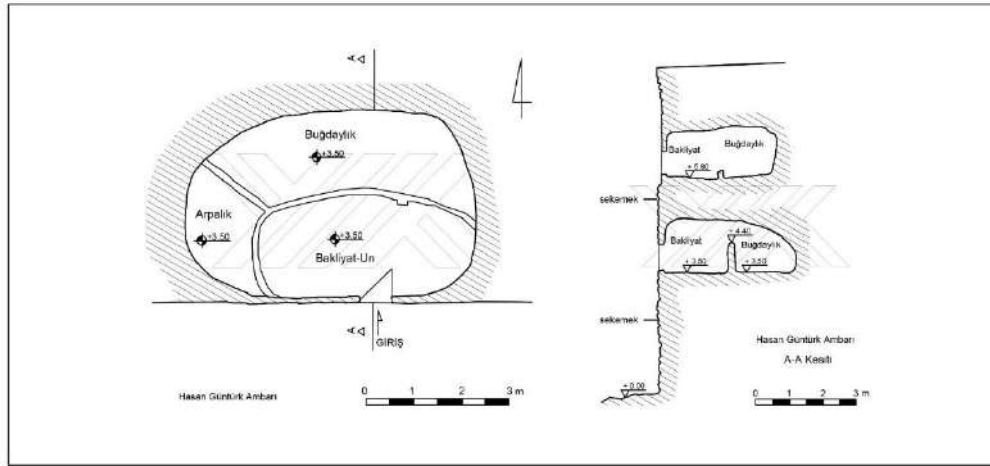 A
Buğdaylık
+3.50
Arpalık
+3.50
+3.50
Bakliyat-Un
A
GİRİŞ
Hasan Güntürk Ambarı
0 1 2 3 m
Bakliyat
Buğdaylık
+ 5.80
sekemek
+ 4.40
Bakliyat
Buğdaylık
+ 3.50
+ 3.50
sekemek
Hasan Güntürk Ambarı
A-A Kesiti
+ 0.00
0 1 2 3 m